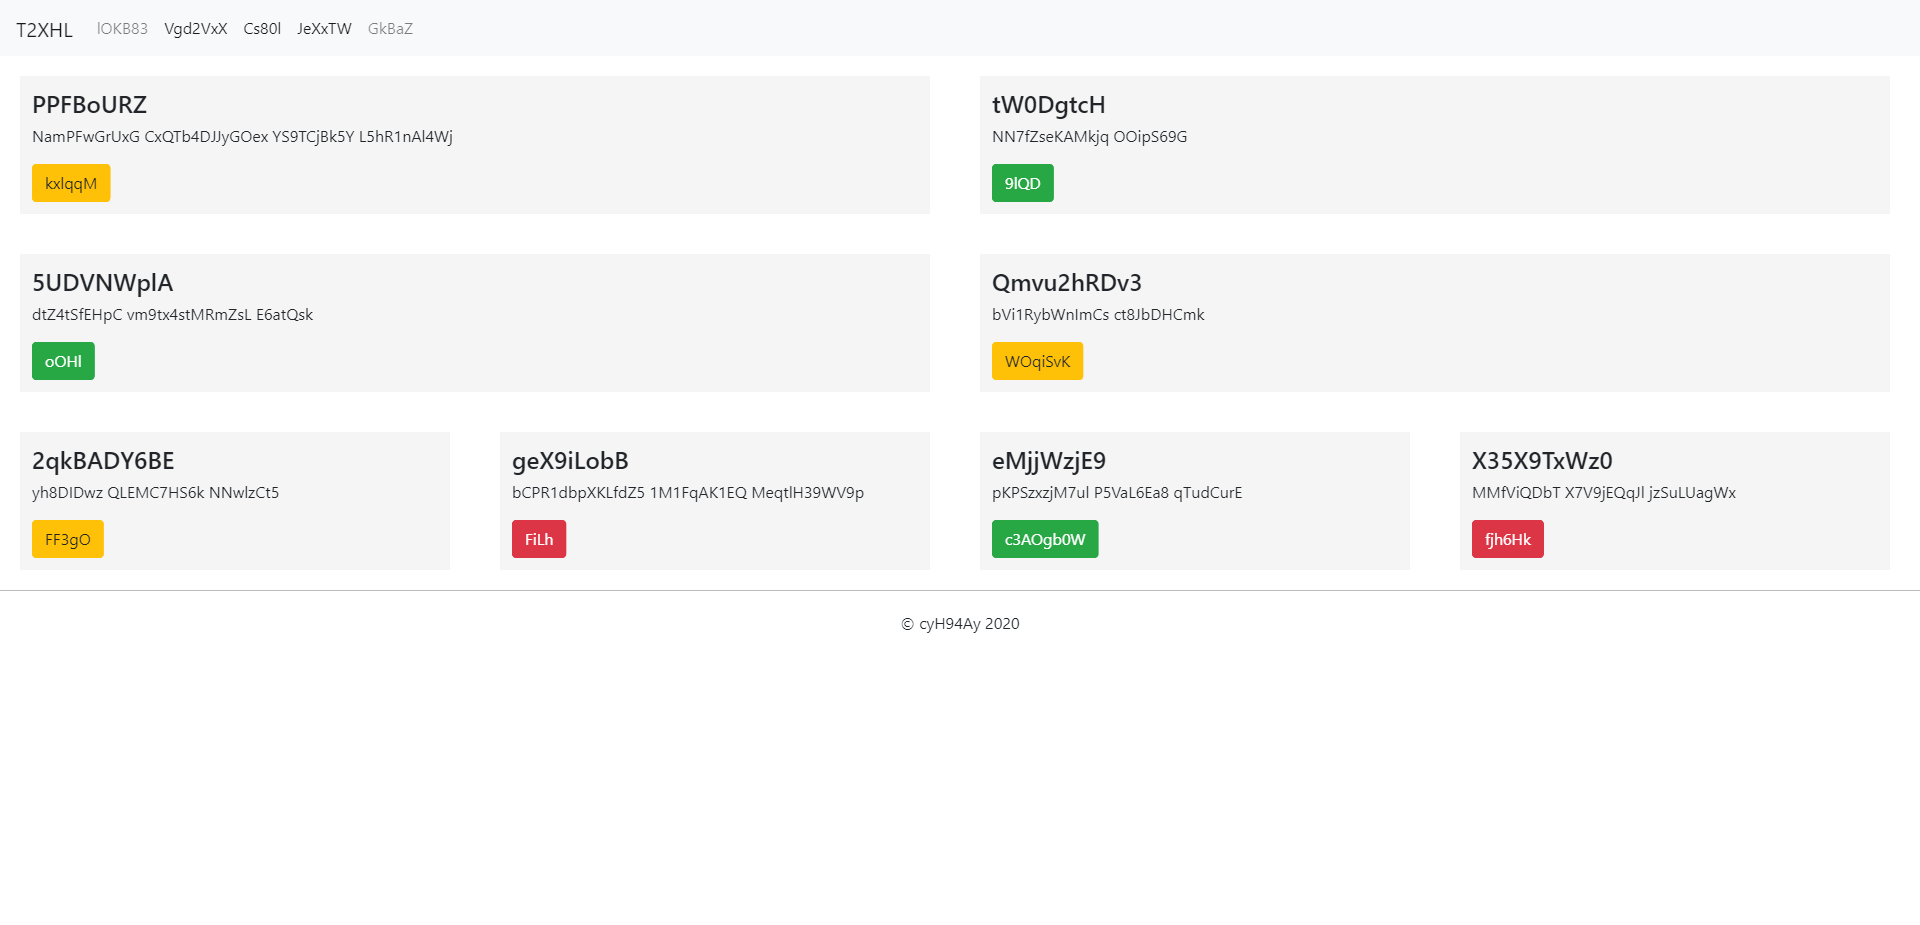 T2XHL lOKB83 Vgd2VxX Cs80l JeXxTW GkBaZ
PPFBoURZ
NamPFwGrUxG CxQTb4DJJyGOex YS9TCjBk5Y L5hR1nAl4Wj
kxlqqM
tW0DgtcH
NN7fZseKAMkjq OOipS69G
9lQD
5UDVNWplA
dtZ4tSfEHpC vm9tx4stMRmZsL E6atQsk
oOHl
Qmvu2hRDv3
bVi1RybWnImCs ct8JbDHCmk
WOqiSvK
2qkBADY6BE
yh8DIDwz QLEMC7HS6k NNwlzCt5
FF3gO
geX9iLobB
bCPR1dbpXKLfdZ5 1M1FqAK1EQ MeqtlH39WV9p
FiLh
eMjjWzjE9
pKPSzxzjM7ul P5VaL6Ea8 qTudCurE
c3AOgb0W
X35X9TxWz0
MMfViQDbT X7V9jEQqJl jzSuLUagWx
fjh6Hk
© cyH94Ay 2020